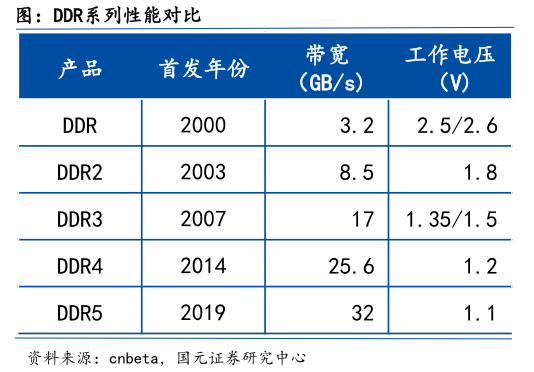 图: DDR系列性能对比
产品 首发年份 带宽 (GB/s) 工作电压 (V)
DDR 2000 3.2 2.5/2.6
DDR2 2003 8.5 1.8
DDR3 2007 17 1.35/1.5
DDR4 2014 25.6 1.2
DDR5 2019 32 1.1
资料来源: cnbeta, 国元证券研究中心